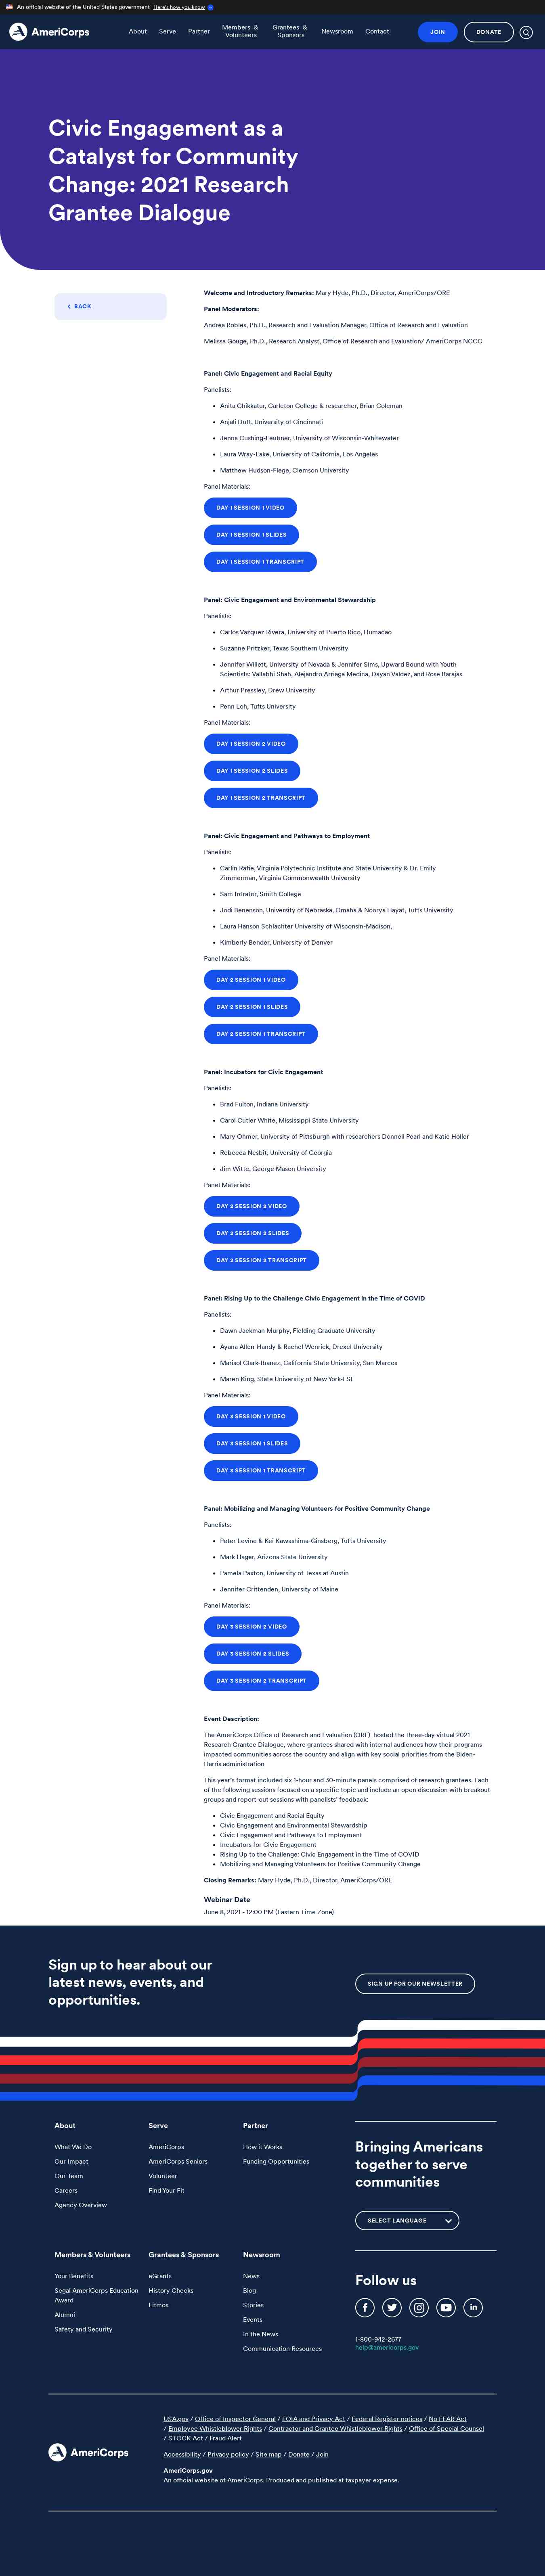 An official website of the United States government Here's how you know
AmeriCorps
About
Serve
Partner
Members & Volunteers
Grantees & Sponsors
Newsroom
Contact
JOIN
DONATE
Civic Engagement as a
Catalyst for Community
Change: 2021 Research
Grantee Dialogue
BACK
Welcome and Introductory Remarks: Mary Hyde, Ph.D., Director, AmeriCorps/ORE
Panel Moderators:
Andrea Robles, Ph.D., Research and Evaluation Manager, Office of Research and Evaluation
Melissa Gouge, Ph.D., Research Analyst, Office of Research and Evaluation/ AmeriCorps NCCC
Panel: Civic Engagement and Racial Equity
Panelists:
• Anita Chikkatur, Carleton College & researcher, Brian Coleman
• Anjali Dutt, University of Cincinnati
• Jenna Cushing-Leubner, University of Wisconsin-Whitewater
• Laura Wray-Lake, University of California, Los Angeles
• Matthew Hudson-Flege, Clemson University
Panel Materials:
DAY 1 SESSION 1 VIDEO
DAY 1 SESSION 1 SLIDES
DAY 1 SESSION 1 TRANSCRIPT
Panel: Civic Engagement and Environmental Stewardship
Panelists:
• Carlos Vazquez Rivera, University of Puerto Rico, Humacao
• Suzanne Pritzker, Texas Southern University
• Jennifer Willett, University of Nevada & Jennifer Sims, Upward Bound with Youth
Scientists: Vallabhi Shah, Alejandro Arriaga Medina, Dayan Valdez, and Rose Barajas
• Arthur Pressley, Drew University
• Penn Loh, Tufts University
Panel Materials:
DAY 1 SESSION 2 VIDEO
DAY 1 SESSION 2 SLIDES
DAY 1 SESSION 2 TRANSCRIPT
Panel: Civic Engagement and Pathways to Employment
Panelists:
• Carlin Rafie, Virginia Polytechnic Institute and State University & Dr. Emily
Zimmerman, Virginia Commonwealth University
• Sam Intrator, Smith College
• Jodi Benenson, University of Nebraska, Omaha & Noorya Hayat, Tufts University
• Laura Hanson Schlachter University of Wisconsin-Madison,
• Kimberly Bender, University of Denver
Panel Materials:
DAY 2 SESSION 1 VIDEO
DAY 2 SESSION 1 SLIDES
DAY 2 SESSION 1 TRANSCRIPT
Panel: Incubators for Civic Engagement
Panelists:
• Brad Fulton, Indiana University
• Carol Cutler White, Mississippi State University
• Mary Ohmer, University of Pittsburgh with researchers Donnell Pearl and Katie Holler
• Rebecca Nesbit, University of Georgia
• Jim Witte, George Mason University
Panel Materials:
DAY 2 SESSION 2 VIDEO
DAY 2 SESSION 2 SLIDES
DAY 2 SESSION 2 TRANSCRIPT
Panel: Rising Up to the Challenge Civic Engagement in the Time of COVID
Panelists:
• Dawn Jackman Murphy, Fielding Graduate University
• Ayana Allen-Handy & Rachel Wenrick, Drexel University
• Marisol Clark-Ibanez, California State University, San Marcos
• Maren King, State University of New York-ESF
Panel Materials:
DAY 3 SESSION 1 VIDEO
DAY 3 SESSION 1 SLIDES
DAY 3 SESSION 1 TRANSCRIPT
Panel: Mobilizing and Managing Volunteers for Positive Community Change
Panelists:
• Peter Levine & Kei Kawashima-Ginsberg, Tufts University
• Mark Hager, Arizona State University
• Pamela Paxton, University of Texas at Austin
• Jennifer Crittenden, University of Maine
Panel Materials:
DAY 3 SESSION 2 VIDEO
DAY 3 SESSION 2 SLIDES
DAY 3 SESSION 2 TRANSCRIPT
Event Description:
The AmeriCorps Office of Research and Evaluation (ORE) hosted the three-day virtual 2021
Research Grantee Dialogue, where grantees shared with internal audiences how their programs
impacted communities across the country and align with key social priorities from the Biden-
Harris administration
This year's format included six 1-hour and 30-minute panels comprised of research grantees. Each
of the following sessions focused on a specific topic and include an open discussion with breakout
groups and report-out sessions with panelists' feedback:
• Civic Engagement and Racial Equity
• Civic Engagement and Environmental Stewardship
• Civic Engagement and Pathways to Employment
• Incubators for Civic Engagement
• Rising Up to the Challenge: Civic Engagement in the Time of COVID
• Mobilizing and Managing Volunteers for Positive Community Change
Closing Remarks: Mary Hyde, Ph.D., Director, AmeriCorps/ORE
Webinar Date
June 8, 2021 - 12:00 PM (Eastern Time Zone)
Sign up to hear about our
latest news, events, and
opportunities.
SIGN UP FOR OUR NEWSLETTER
About
What We Do
Our Impact
Our Team
Careers
Agency Overview
Serve
AmeriCorps
AmeriCorps Seniors
Volunteer
Find Your Fit
Partner
How it Works
Funding Opportunities
Bringing Americans
together to serve
communities
SELECT LANGUAGE
Members & Volunteers
Your Benefits
Segal AmeriCorps Education
Award
Alumni
Safety and Security
Grantees & Sponsors
eGrants
History Checks
Litmos
Newsroom
News
Blog
Stories
Events
In the News
Communication Resources
Follow us
1-800-942-2677
help@americorps.gov
AmeriCorps
USA.gov / Office of Inspector General / FOIA and Privacy Act / Federal Register notices / No FEAR Act
/ Employee Whistleblower Rights / Contractor and Grantee Whistleblower Rights / Office of Special Counsel
/ STOCK Act / Fraud Alert
Accessibility / Privacy policy / Site map / Donate / Join
AmeriCorps.gov
An official website of AmeriCorps. Produced and published at taxpayer expense.